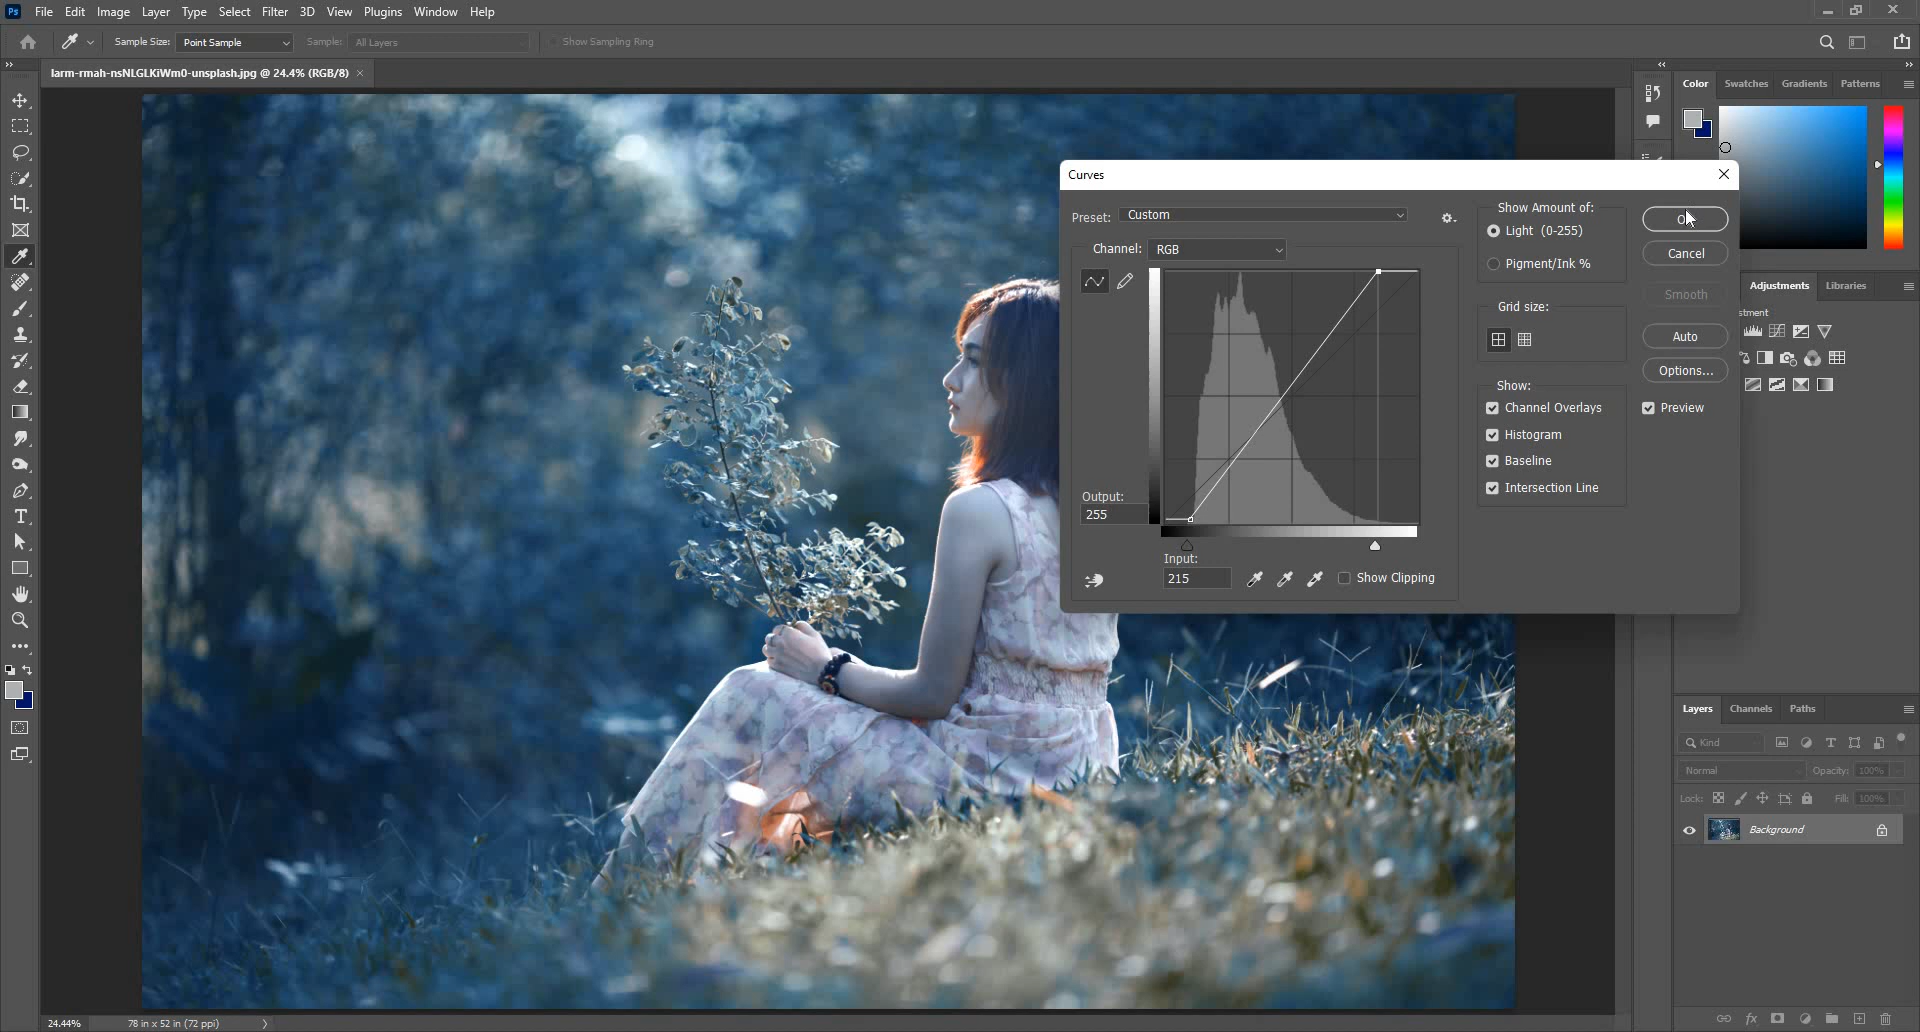 Ps File Edit Image Layer Type Select Filter 3D View Plugins Window Help
Sample Size: Point Sample Sample: All Layers Show Sampling Ring
larm-rmah-nsNLGLKiWm0-unsplash.jpg @ 24.4% (RGB/8)
Color Swatches Gradients Patterns
Curves
Preset: Custom
Channel: RGB
Output:
255
Input:
215
Show Clipping
Show Amount of:
Light (0-255)
Pigment/Ink %
Grid size:
Show:
Channel Overlays
Histogram
Baseline
Intersection Line
Cancel
Smooth
Auto
Options...
Preview
Adjustments Libraries
stment
Layers Channels Paths
Kind
Normal Opacity: 100%
Lock: Fill: 100%
Background
24.44% 78 in x 52 in (72 ppi)